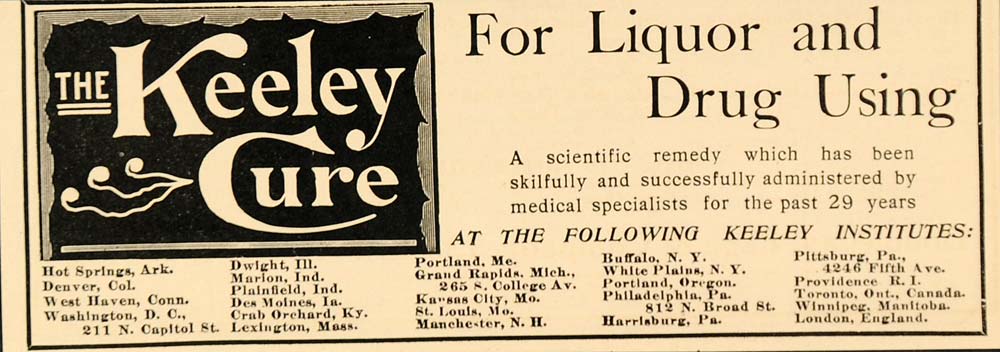 THE Keeley Cure
For Liquor and
Drug Using
A scientific remedy which has been
skilfully and successfully administered by
medical specialists for the past 29 years
AT THE FOLLOWING KEELEY INSTITUTES:
Hot Springs, Ark.
Denver, Col.
West Haven, Conn.
Washington, D. C.,
211 N. Capitol St.
Dwight, Ill.
Marion, Ind.
Plainfield, Ind.
Des Moines, Ia.
Crab Orchard, Ky.
Lexington, Mass.
Portland, Me.
Grand Rapids, Mich.,
265 S. College Av.
Kansas City, Mo.
St. Louis, Mo.
Manchester, N. H.
Buffalo, N. Y.
White Plains, N. Y.
Portland, Oregon.
Philadelphia, Pa.
812 N. Broad St.
Harrisburg, Pa.
Pittsburg, Pa.,
4246 Fifth Ave.
Providence R. I.
Toronto, Ont., Canada.
Winnipeg, Manitoba.
London, England.